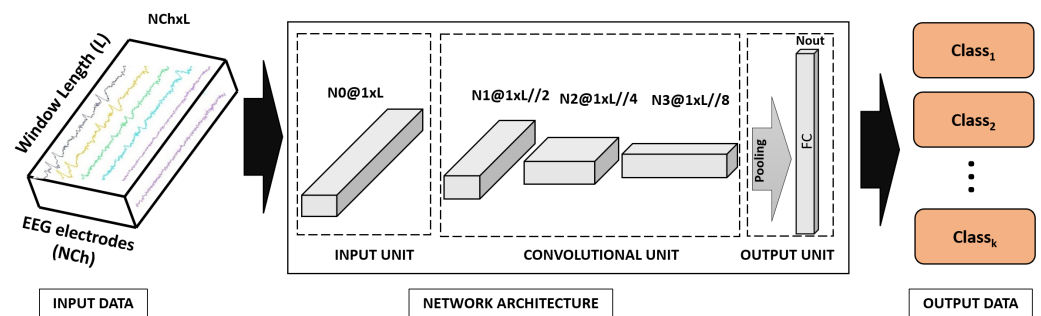 NChxL
Window Length (L)
EEG electrodes
(NCh)
INPUT DATA
N0@1xL
INPUT UNIT
N1@1xL//2
N2@1xL//4
N3@1xL//8
CONVOLUTIONAL UNIT
Nout
Pooling
FC
OUTPUT UNIT
NETWORK ARCHITECTURE
Class₁
Class₂
Classₖ
OUTPUT DATA